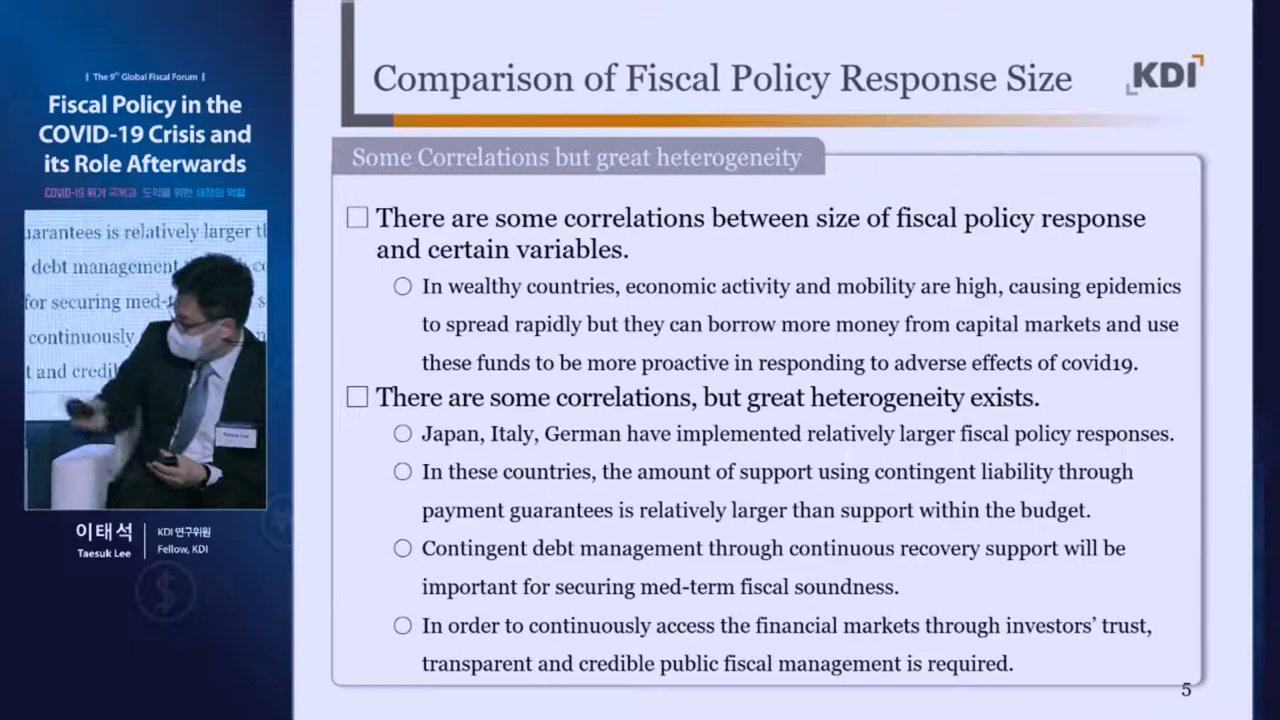 The 9th Global Fiscal Forum
Fiscal Policy in the
COVID-19 Crisis and
its Role Afterwards
COVID-19 위기 극복과 도약을 위한 재정의 역할
uarantees is relatively larger t
debt management
for securing med-t
continuously
t and credi
Taesuk Lee
이태석
Taesuk Lee
KDI 연구위원
Fellow, KDI
Comparison of Fiscal Policy Response Size
KDI
Some Correlations but great heterogeneity
There are some correlations between size of fiscal policy response
and certain variables.
In wealthy countries, economic activity and mobility are high, causing epidemics
to spread rapidly but they can borrow more money from capital markets and use
these funds to be more proactive in responding to adverse effects of covid19.
There are some correlations, but great heterogeneity exists.
Japan, Italy, German have implemented relatively larger fiscal policy responses.
In these countries, the amount of support using contingent liability through
payment guarantees is relatively larger than support within the budget.
Contingent debt management through continuous recovery support will be
important for securing med-term fiscal soundness.
In order to continuously access the financial markets through investors’ trust,
transparent and credible public fiscal management is required.
5